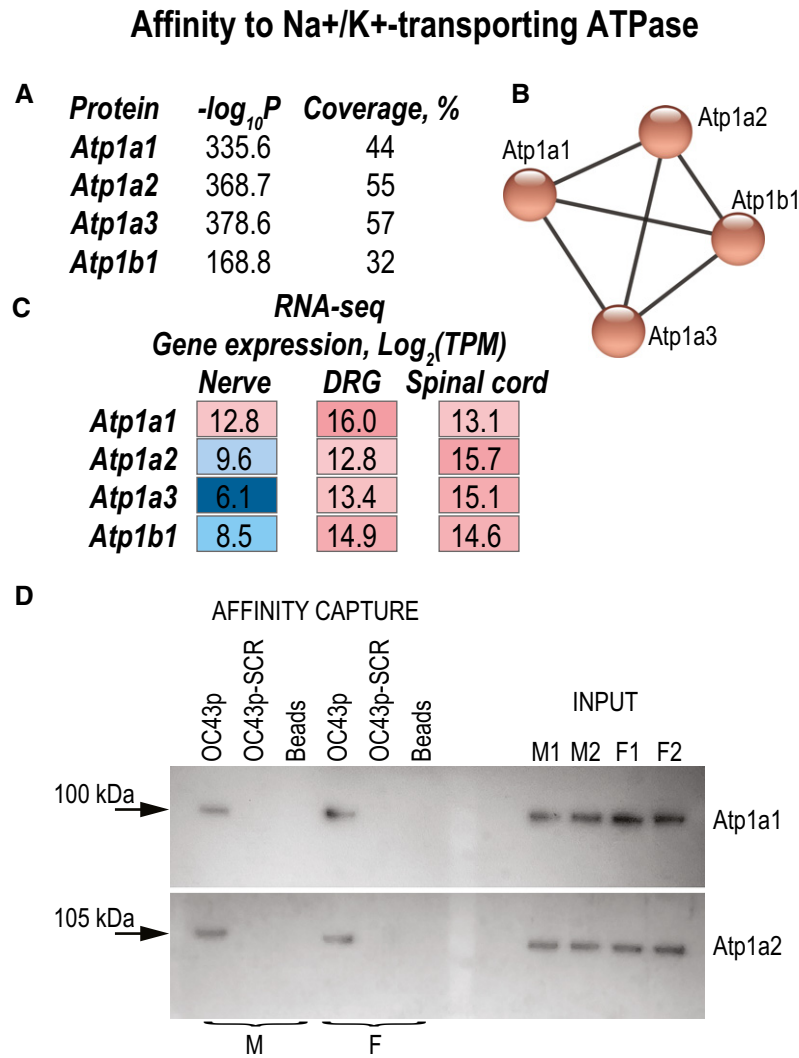 Affinity to Na+/K+-transporting ATPase
A
Protein -log10P Coverage, %
Atp1a1 335.6 44
Atp1a2 368.7 55
Atp1a3 378.6 57
Atp1b1 168.8 32
B
Atp1a2
Atp1a1
Atp1b1
Atp1a3
C
RNA-seq
Gene expression, Log2(TPM)
Nerve DRG Spinal cord
Atp1a1 12.8 16.0 13.1
Atp1a2 9.6 12.8 15.7
Atp1a3 6.1 13.4 15.1
Atp1b1 8.5 14.9 14.6
D
AFFINITY CAPTURE
OC43p
OC43p-SCR
Beads
OC43p
OC43p-SCR
Beads
INPUT
M1 M2 F1 F2
100 kDa
Atp1a1
105 kDa
Atp1a2
M F